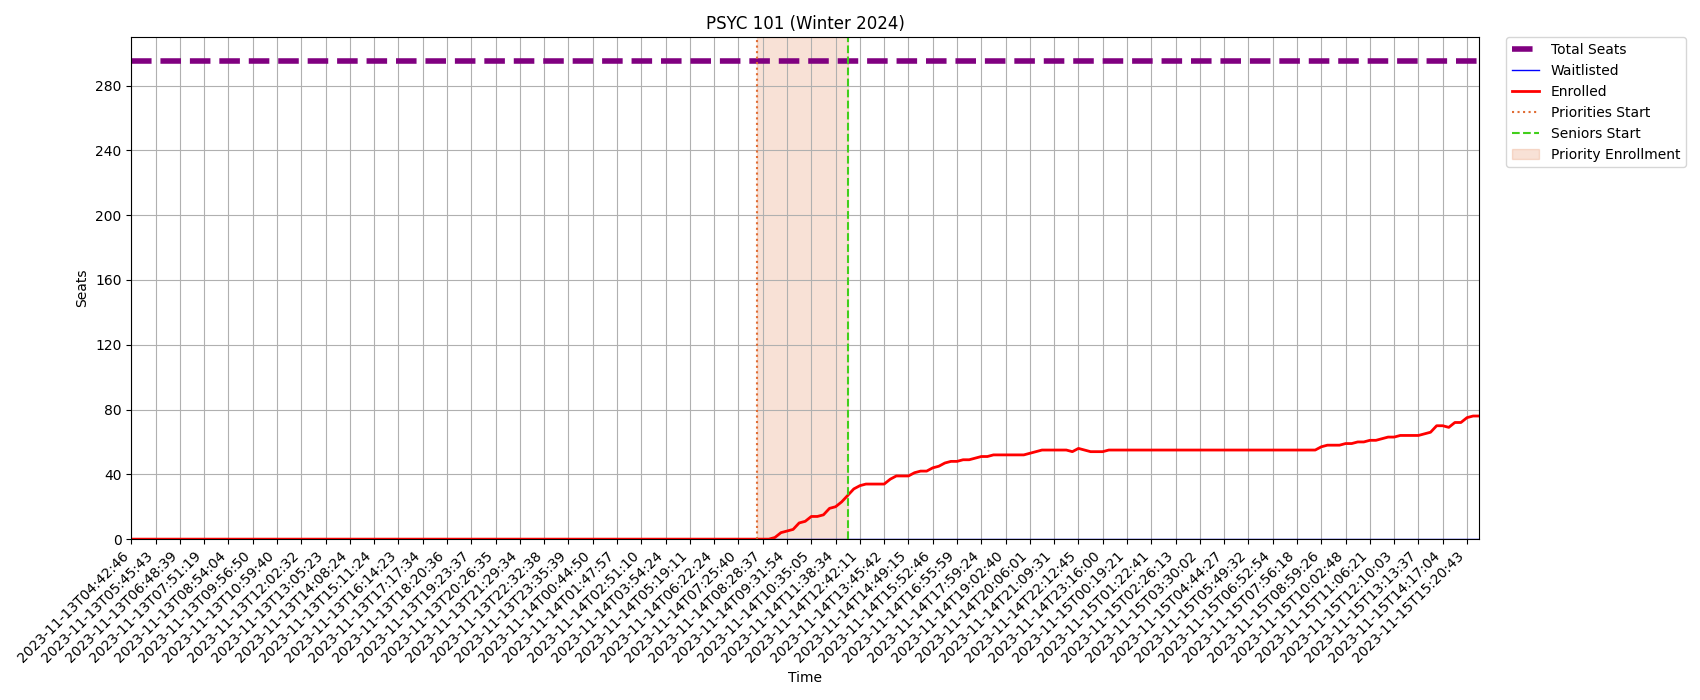 PSYC 101 (Winter 2024)
Total Seats
Waitlisted
Enrolled
Priorities Start
Seniors Start
Priority Enrollment
Seats
280
240
200
160
120
80
40
0
2023-11-13T04:42:46
2023-11-13T05:45:43
2023-11-13T06:48:39
2023-11-13T07:51:19
2023-11-13T08:54:04
2023-11-13T09:56:50
2023-11-13T10:59:40
2023-11-13T12:02:32
2023-11-13T13:05:23
2023-11-13T14:08:24
2023-11-13T15:11:24
2023-11-13T16:14:23
2023-11-13T17:17:34
2023-11-13T18:20:36
2023-11-13T19:23:37
2023-11-13T20:26:35
2023-11-13T21:29:34
2023-11-13T22:32:38
2023-11-13T23:35:39
2023-11-14T00:44:50
2023-11-14T01:47:57
2023-11-14T02:51:10
2023-11-14T03:54:24
2023-11-14T05:19:11
2023-11-14T06:22:24
2023-11-14T07:25:40
2023-11-14T08:28:37
2023-11-14T09:31:54
2023-11-14T10:35:05
2023-11-14T11:38:34
2023-11-14T12:42:11
2023-11-14T13:45:42
2023-11-14T14:49:15
2023-11-14T15:52:46
2023-11-14T16:55:59
2023-11-14T17:59:24
2023-11-14T19:02:40
2023-11-14T20:06:01
2023-11-14T21:09:31
2023-11-14T22:12:45
2023-11-14T23:16:00
2023-11-15T00:19:21
2023-11-15T01:22:41
2023-11-15T02:26:13
2023-11-15T03:30:02
2023-11-15T04:44:27
2023-11-15T05:49:32
2023-11-15T06:52:54
2023-11-15T07:56:18
2023-11-15T08:59:26
2023-11-15T10:02:48
2023-11-15T11:06:21
2023-11-15T12:10:03
2023-11-15T13:13:37
2023-11-15T14:17:04
2023-11-15T15:20:43
Time